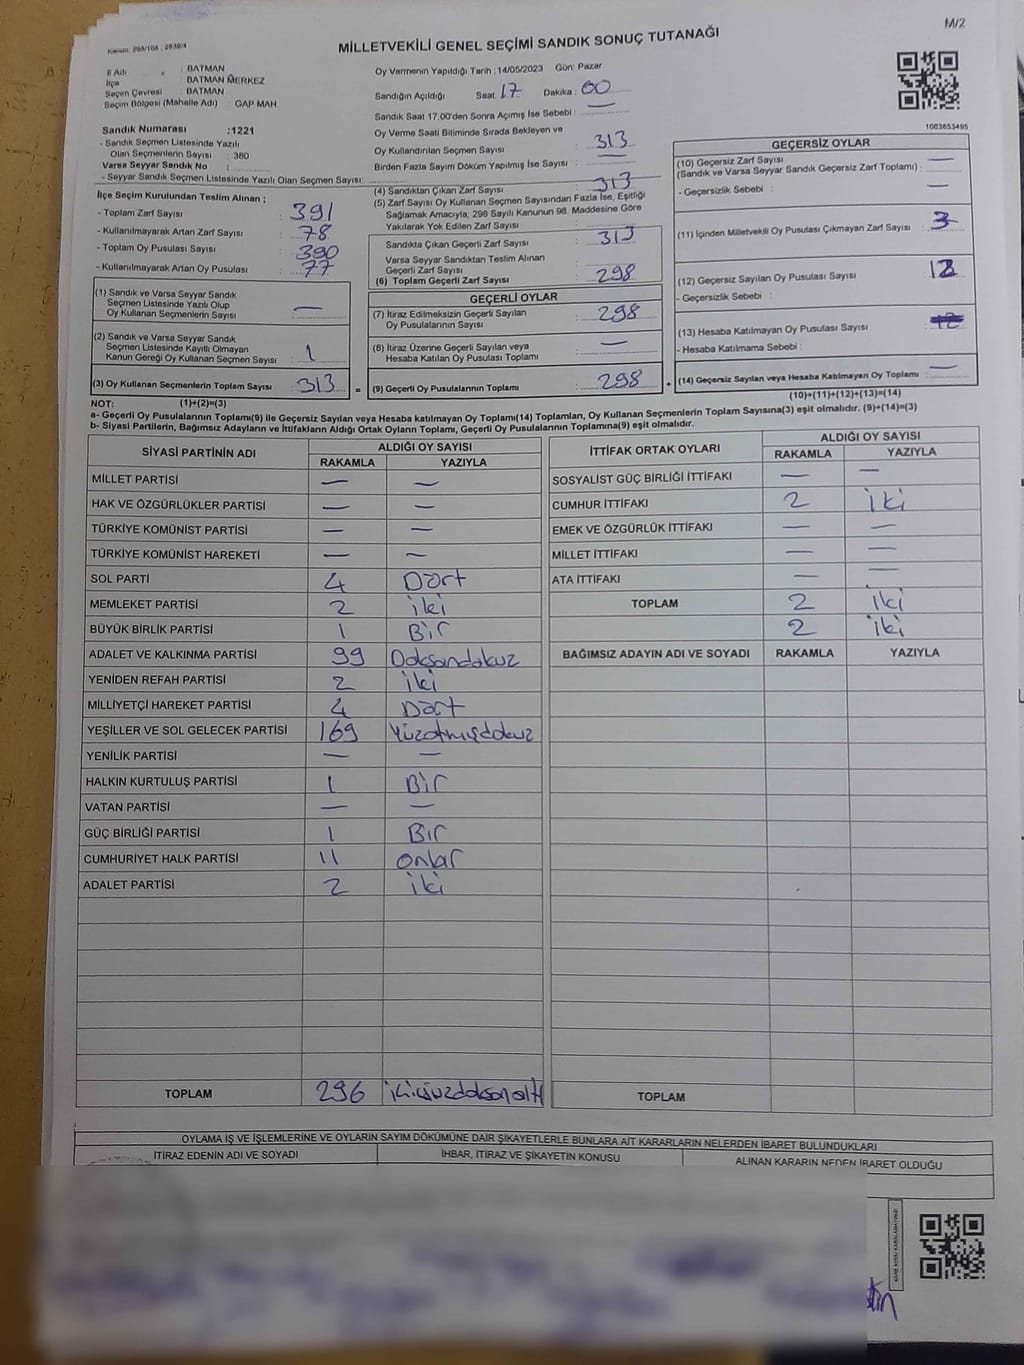 M/2
Kanun: 298/105 , 2839/4
MİLLETVEKİLİ GENEL SEÇİMİ SANDIK SONUÇ TUTANAĞI
İl Adı : BATMAN
İlçe : BATMAN MERKEZ
Seçim Çevresi : BATMAN
Seçim Bölgesi (Mahalle Adı) : GAP MAH.
Oy Vermenin Yapıldığı Tarih :14/05/2023 Gün: Pazar
Sandığın Açıldığı Saat : 17 Dakika : 00
Sandık Saat 17:00'den Sonra Açımış İse Sebebi : —
Oy Verme Saati Bitiminde Sırada Bekleyen ve
Oy Kullandırılan Seçmen Sayısı : 313
Birden Fazla Sayım Döküm Yapılmış İse Sayısı : —
1083653495
Sandık Numarası :1221
- Sandık Seçmen Listesinde Yazılı
Olan Seçmenlerin Sayısı : 380
Varsa Seyyar Sandık No :
- Seyyar Sandık Seçmen Listesinde Yazılı Olan Seçmen Sayısı:
İlçe Seçim Kurulundan Teslim Alınan ;
- Toplam Zarf Sayısı : 391
- Kullanılmayarak Artan Zarf Sayısı : 78
- Toplam Oy Pusulası Sayısı : 390
- Kullanılmayarak Artan Oy Pusulası : 77
(1) Sandık ve Varsa Seyyar Sandık
Seçmen Listesinde Yazılı Olup
Oy Kullanan Seçmenlerin Sayısı : —
(2) Sandık ve Varsa Seyyar Sandık
Seçmen Listesinde Kayıtlı Olmayan
Kanun Gereği Oy Kullanan Seçmen Sayısı : 1
(3) Oy Kullanan Seçmenlerin Toplam Sayısı : 313 =
(1)+(2)=(3)
(4) Sandıktan Çıkan Zarf Sayısı : 313
(5) Zarf Sayısı Oy Kullanan Seçmen Sayısından Fazla İse, Eşitliği
Sağlamak Amacıyla; 298 Sayılı Kanunun 98. Maddesine Göre
Yakılarak Yok Edilen Zarf Sayısı :
Sandıkta Çıkan Geçerli Zarf Sayısı : 313
Varsa Seyyar Sandıktan Teslim Alınan
Geçerli Zarf Sayısı
(6) Toplam Geçerli Zarf Sayısı : 298
GEÇERLİ OYLAR
(7) İtiraz Edilmeksizin Geçerli Sayılan
Oy Pusulalarının Sayısı : 298
(8) İtiraz Üzerine Geçerli Sayılan veya
Hesaba Katılan Oy Pusulası Toplamı : —
(9) Geçerli Oy Pusulalarının Toplamı : 298 +
GEÇERSİZ OYLAR
(10) Geçersiz Zarf Sayısı
(Sandık ve Varsa Seyyar Sandık Geçersiz Zarf Toplamı) : —
- Geçersizlik Sebebi : —
(11) İçinden Milletvekili Oy Pusulası Çıkmayan Zarf Sayısı : 3
(12) Geçersiz Sayılan Oy Pusulası Sayısı : 12
- Geçersizlik Sebebi :
(13) Hesaba Katılmayan Oy Pusulası Sayısı :
- Hesaba Katılmama Sebebi :
(14) Geçersiz Sayılan veya Hesaba Katılmayan Oy Toplamı : —
(10)+(11)+(12)+(13)=(14)
NOT:
a- Geçerli Oy Pusulalarının Toplamı(9) ile Geçersiz Sayılan veya Hesaba katılmayan Oy Toplamı(14) Toplamları, Oy Kullanan Seçmenlerin Toplam Sayısına(3) eşit olmalıdır. (9)+(14)=(3)
b- Siyasi Partilerin, Bağımsız Adayların ve İttifakların Aldığı Ortak Oyların Toplamı, Geçerli Oy Pusulalarının Toplamına(9) eşit olmalıdır.
SİYASİ PARTİNİN ADI ALDIĞI OY SAYISI
RAKAMLA YAZIYLA
MİLLET PARTİSİ — —
HAK VE ÖZGÜRLÜKLER PARTİSİ — —
TÜRKİYE KOMÜNİST PARTİSİ — —
TÜRKİYE KOMÜNİST HAREKETİ — —
SOL PARTİ 4 Dört
MEMLEKET PARTİSİ 2 iki
BÜYÜK BİRLİK PARTİSİ 1 Bir
ADALET VE KALKINMA PARTİSİ 99 Doksandokuz
YENİDEN REFAH PARTİSİ 2 iki
MİLLİYETÇİ HAREKET PARTİSİ 4 Dört
YEŞİLLER VE SOL GELECEK PARTİSİ 169 Yüzatmışdokuz
YENİLİK PARTİSİ — —
HALKIN KURTULUŞ PARTİSİ 1 Bir
VATAN PARTİSİ — —
GÜÇ BİRLİĞİ PARTİSİ 1 Bır
CUMHURİYET HALK PARTİSİ 11 onbir
ADALET PARTİSİ 2 iki
TOPLAM 296 ikiyüzdoksanaltı
İTTİFAK ORTAK OYLARI ALDIĞI OY SAYISI
RAKAMLA YAZIYLA
SOSYALİST GÜÇ BİRLİĞİ İTTİFAKI — —
CUMHUR İTTİFAKI 2 iki
EMEK VE ÖZGÜRLÜK İTTİFAKI — —
MİLLET İTTİFAKI — —
ATA İTTİFAKI — —
TOPLAM 2 iki
2 iki
BAĞIMSIZ ADAYIN ADI VE SOYADI RAKAMLA YAZIYLA
TOPLAM
OYLAMA İŞ VE İŞLEMLERİNE VE OYLARIN SAYIM DÖKÜMÜNE DAİR ŞİKAYETLERLE BUNLARA AİT KARARLARIN NELERDEN İBARET BULUNDUKLARI
İTİRAZ EDENİN ADI VE SOYADI İHBAR, İTİRAZ VE ŞİKAYETİN KONUSU ALINAN KARARIN NEDEN İBARET OLDUĞU